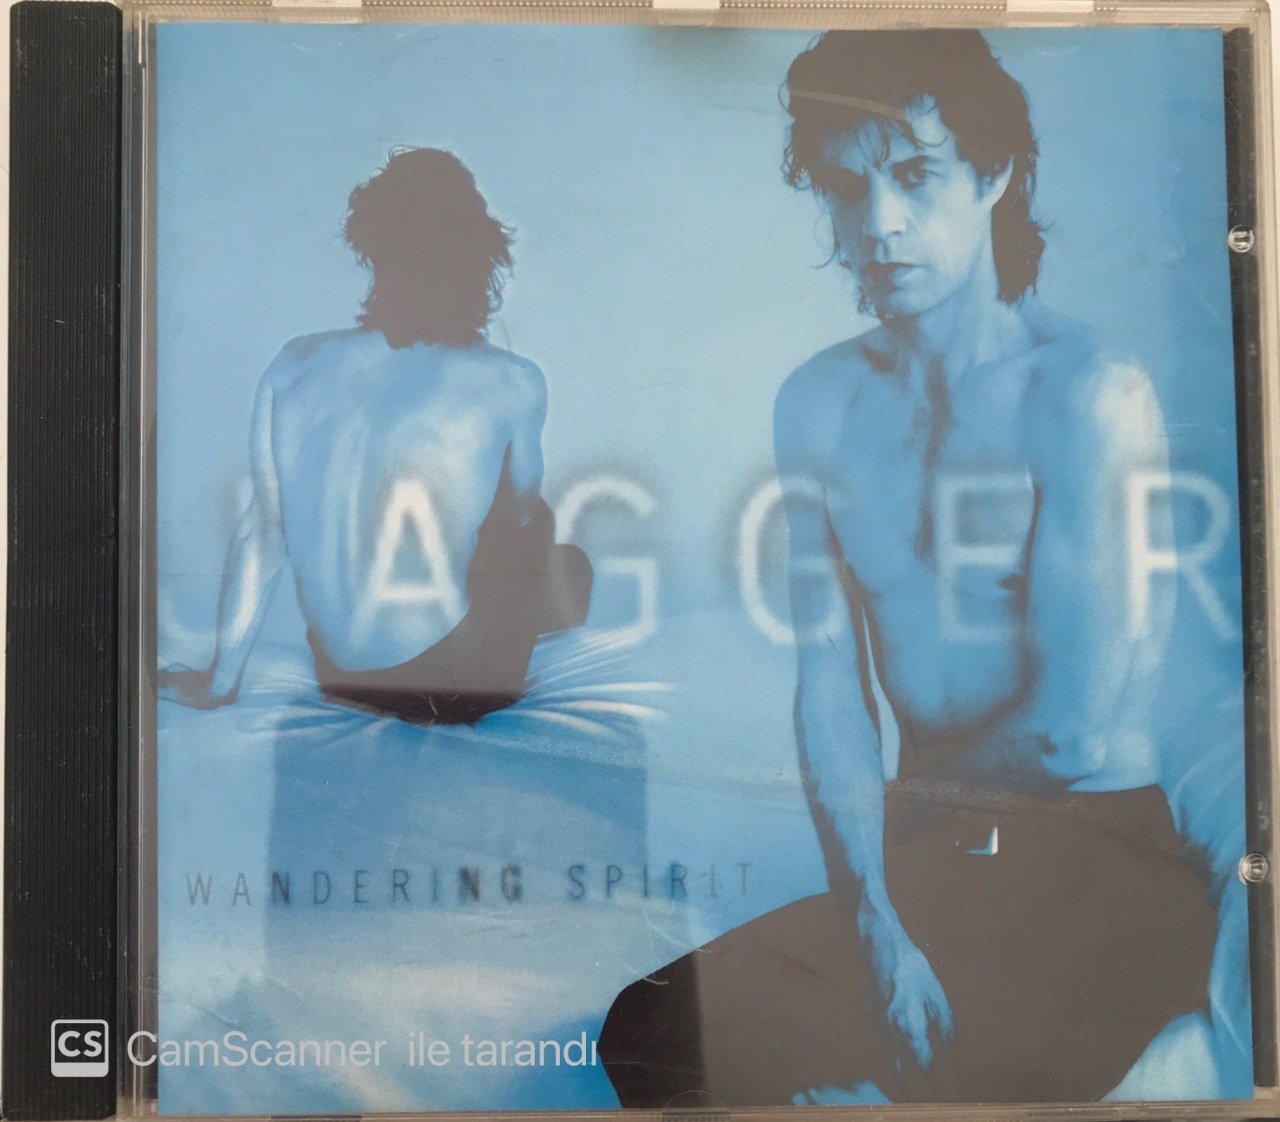 JAGGER
WANDERING SPIRIT
CS CamScanner ile tarandı